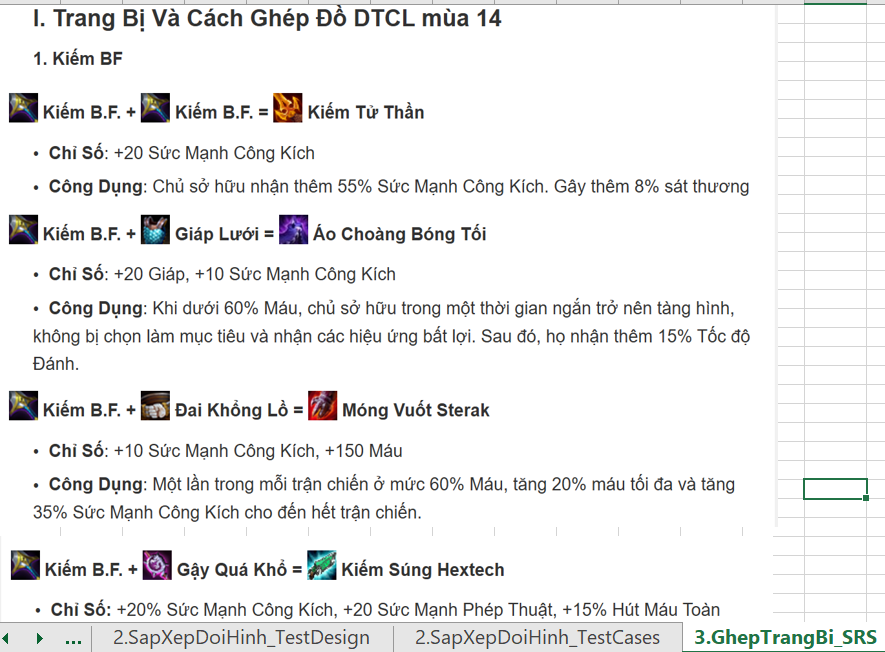 I. Trang Bị Và Cách Ghép Đồ DTCL mùa 14
1. Kiếm BF
Kiếm B.F. + Kiếm B.F. = Kiếm Tử Thần
• Chỉ Số: +20 Sức Mạnh Công Kích
• Công Dụng: Chủ sở hữu nhận thêm 55% Sức Mạnh Công Kích. Gây thêm 8% sát thương
Kiếm B.F. + Giáp Lưới = Áo Choàng Bóng Tối
• Chỉ Số: +20 Giáp, +10 Sức Mạnh Công Kích
• Công Dụng: Khi dưới 60% Máu, chủ sở hữu trong một thời gian ngắn trở nên tàng hình,
không bị chọn làm mục tiêu và nhận các hiệu ứng bất lợi. Sau đó, họ nhận thêm 15% Tốc độ
Đánh.
Kiếm B.F. + Đai Khổng Lồ = Móng Vuốt Sterak
• Chỉ Số: +10 Sức Mạnh Công Kích, +150 Máu
• Công Dụng: Một lần trong mỗi trận chiến ở mức 60% Máu, tăng 20% máu tối đa và tăng
35% Sức Mạnh Công Kích cho đến hết trận chiến.
Kiếm B.F. + Gậy Quá Khổ = Kiếm Súng Hextech
• Chỉ Số: +20% Sức Mạnh Công Kích, +20 Sức Mạnh Phép Thuật, +15% Hút Máu Toàn
... 2.SapXepDoiHinh_TestDesign 2.SapXepDoiHinh_TestCases 3.GhepTrangBi_SRS